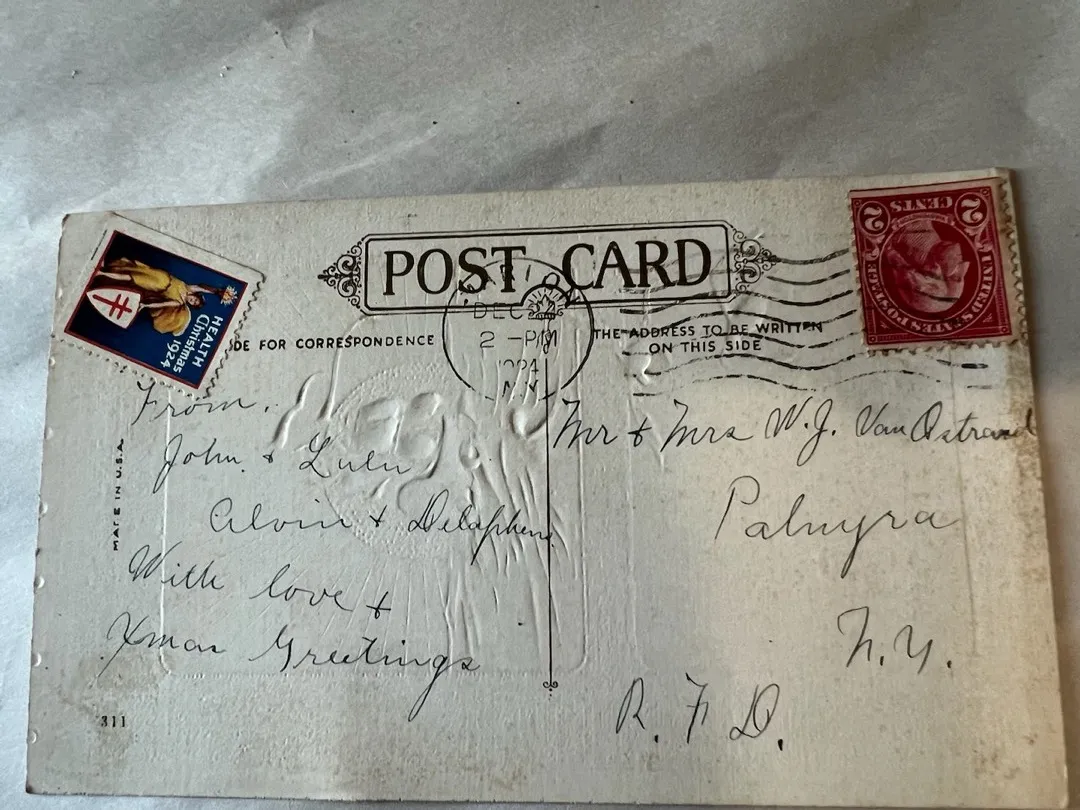 POST CARD
DE FOR CORRESPONDENCE
THE ADDRESS TO BE WRITTEN
ON THIS SIDE
HEALTH
Christmas
1924
2 CENTS 2
UNITED STATES POSTAGE
DEC
2 - PM
1924
N.Y.
From.
John & Lulu
Alvin &
With love &
Xmas Greetings
Mr & Mrs W.J. Van Ostrand
Palmyra
N.Y.
R. F. D.
MADE IN U.S.A.
311